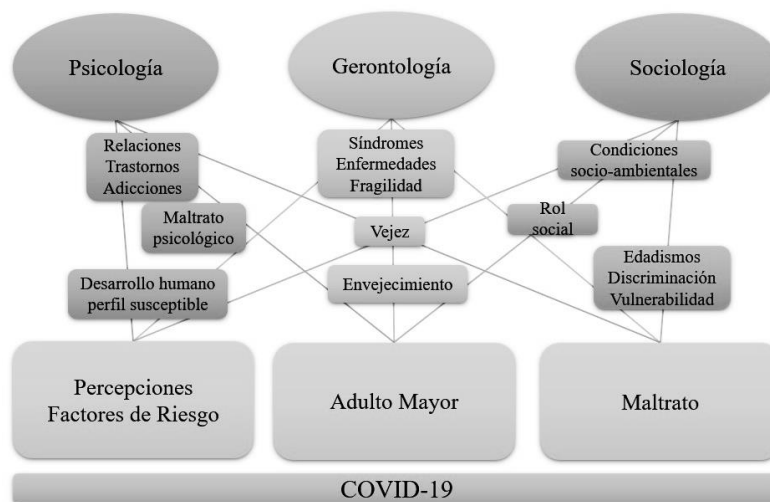 Psicología
Gerontología
Sociología
Relaciones
Trastornos
Adicciones
Síndromes
Enfermedades
Fragilidad
Condiciones
socio-ambientales
Maltrato
psicológico
Vejez
Rol
social
Desarrollo humano
perfil susceptible
Envejecimiento
Edadismos
Discriminación
Vulnerabilidad
Percepciones
Factores de Riesgo
Adulto Mayor
Maltrato
COVID-19